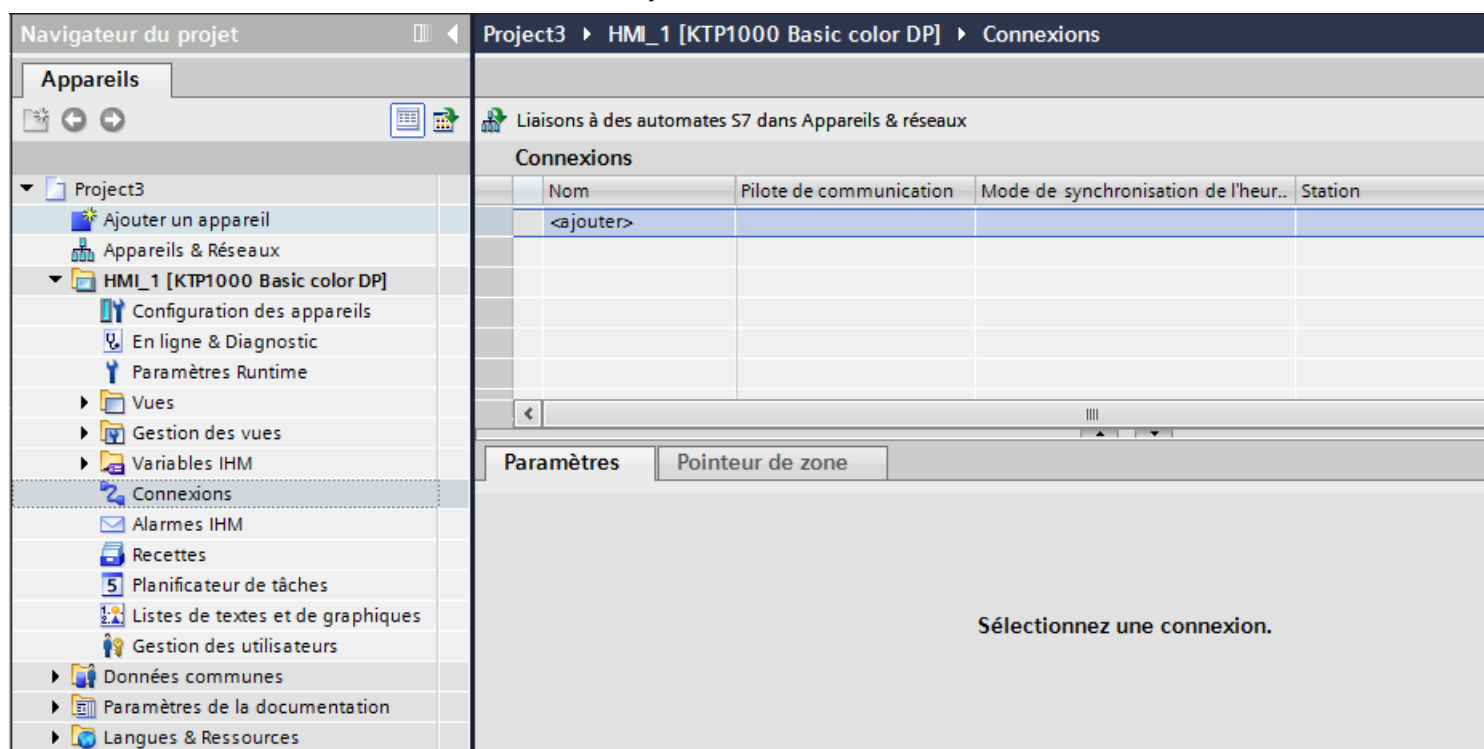 Navigateur du projet
Project3 HMI_1 [KTP1000 Basic color DP] Connexions
Appareils
Liaisons à des automates S7 dans Appareils & réseaux
Connexions
Nom Pilote de communication Mode de synchronisation de l'heur.. Station
<ajouter>
Project3
Ajouter un appareil
Appareils & Réseaux
HMI_1 [KTP1000 Basic color DP]
Configuration des appareils
En ligne & Diagnostic
Paramètres Runtime
Vues
Gestion des vues
Variables IHM
Connexions
Alarmes IHM
Recettes
Planificateur de tâches
Listes de textes et de graphiques
Gestion des utilisateurs
Données communes
Paramètres de la documentation
Langues & Ressources
Paramètres Pointeur de zone
Sélectionnez une connexion.